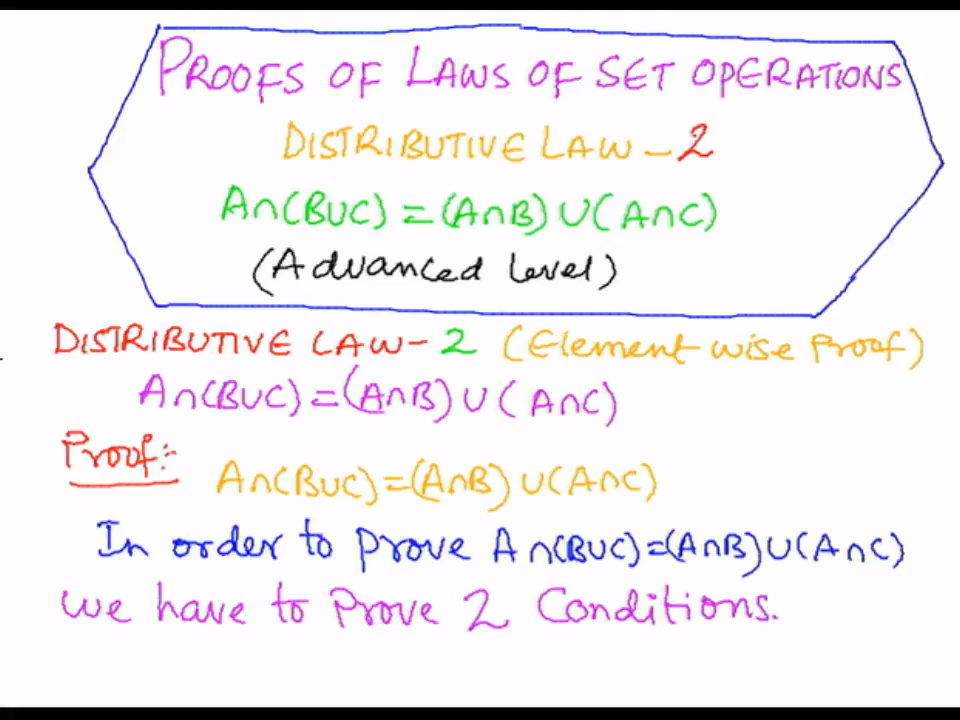 PROOFS OF LAWS OF SET OPERATIONS
DISTRIBUTIVE LAW - 2
A∩(B∪C) = (A∩B) ∪ (A∩C)
(Advanced level)
DISTRIBUTIVE LAW - 2 (Element wise Proof)
A∩(B∪C) = (A∩B) ∪ (A∩C)
Proof:-
A∩(B∪C) = (A∩B) ∪ (A∩C)
In order to prove A∩(B∪C) = (A∩B) ∪ (A∩C)
We have to Prove 2 Conditions.